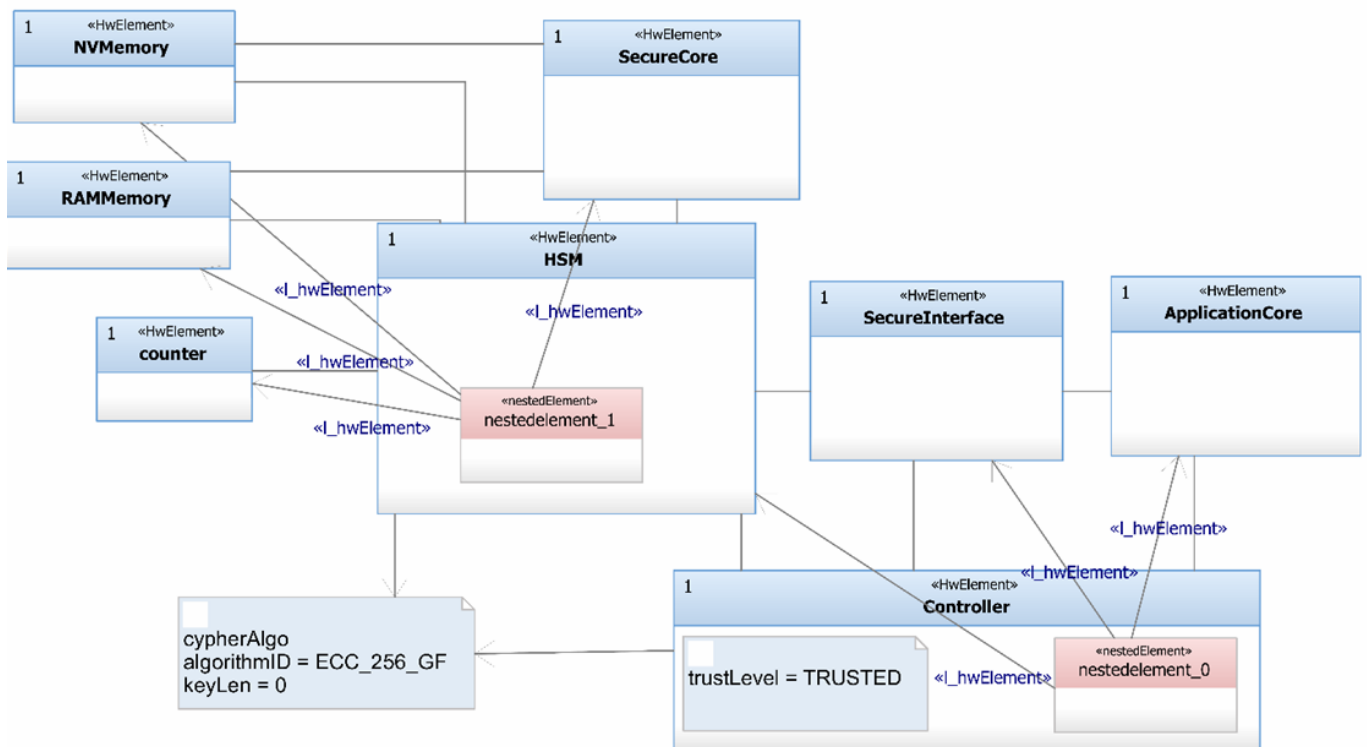 1
«HwElement»
NVMemory
1
«HwElement»
SecureCore
1
«HwElement»
RAMMemory
1
«HwElement»
HSM
«I_hwElement»
«I_hwElement»
1
«HwElement»
SecureInterface
1
«HwElement»
ApplicationCore
1
«HwElement»
counter
«I_hwElement»
«I_hwElement»
«nestedElement»
nestedelement_1
«I_hwElement»
«I_hwElement»
1
«HwElement»
Controller
cypherAlgo
algorithmID = ECC_256_GF
keyLen = 0
trustLevel = TRUSTED
«I_hwElement»
«nestedElement»
nestedelement_0